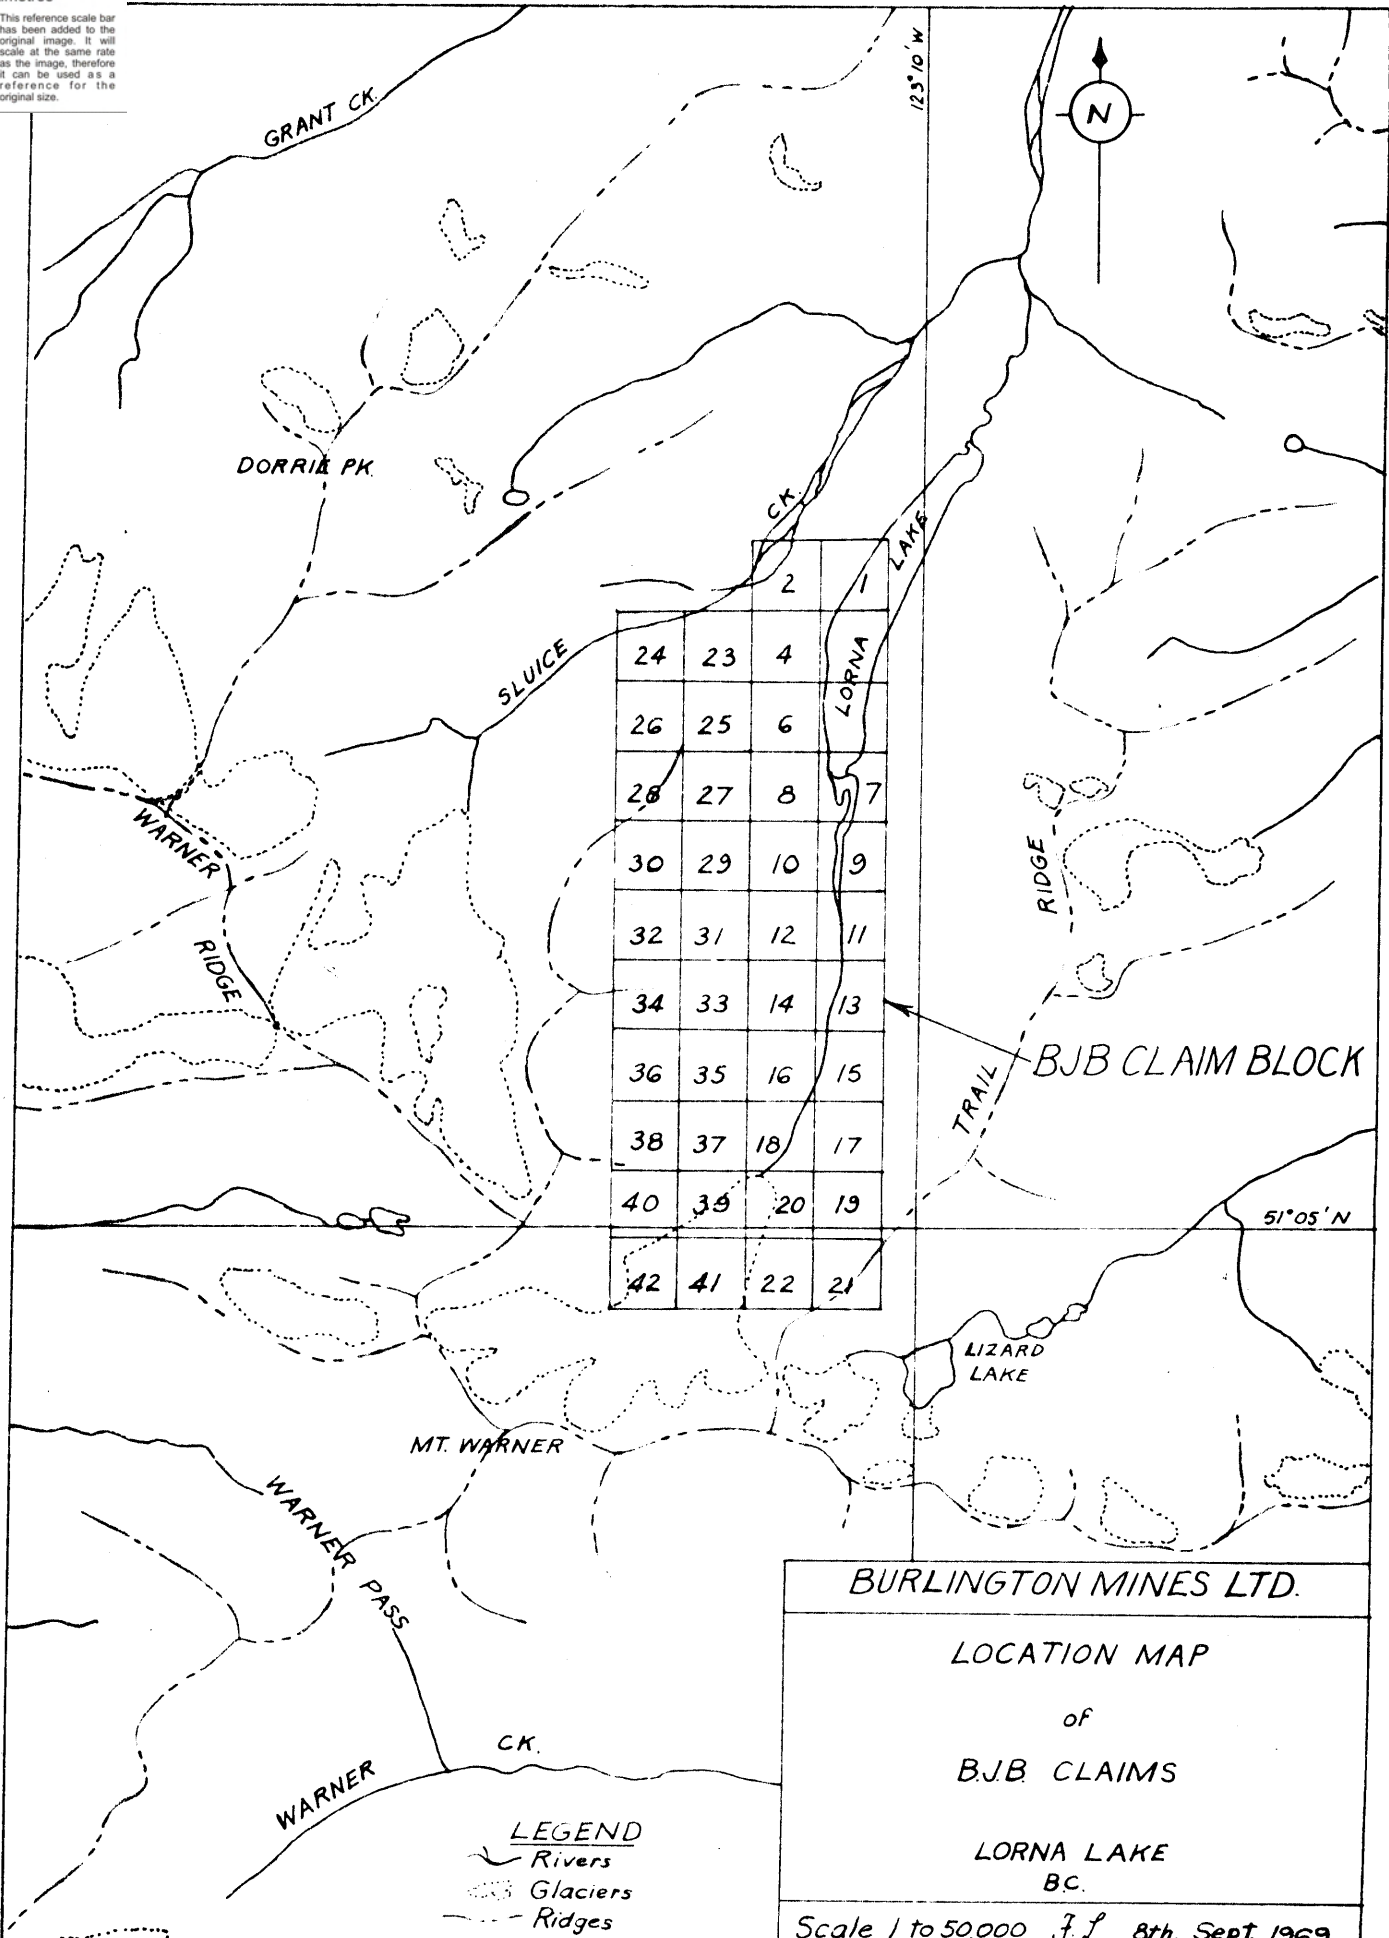 This reference scale bar
has been added to the
original image. It will
scale at the same rate
as the image, therefore
it can be used as a
reference for the
original size.
GRANT CK.
123°10'W
N
DORRIE PK.
SLUICE CK.
LORNA LAKE
2 1
24 23 4
26 25 6
28 27 8 7
30 29 10 9
32 31 12 11
34 33 14 13
36 35 16 15
38 37 18 17
40 39 20 19
42 41 22 21
WARNER RIDGE
TRAIL RIDGE
BJB CLAIM BLOCK
51°05'N
LIZARD
LAKE
MT. WARNER
WARNER PASS
WARNER CK.
LEGEND
Rivers
Glaciers
Ridges
BURLINGTON MINES LTD.
LOCATION MAP
of
B.J.B. CLAIMS
LORNA LAKE
B.C.
Scale 1 to 50,000 8th. Sept. 1969